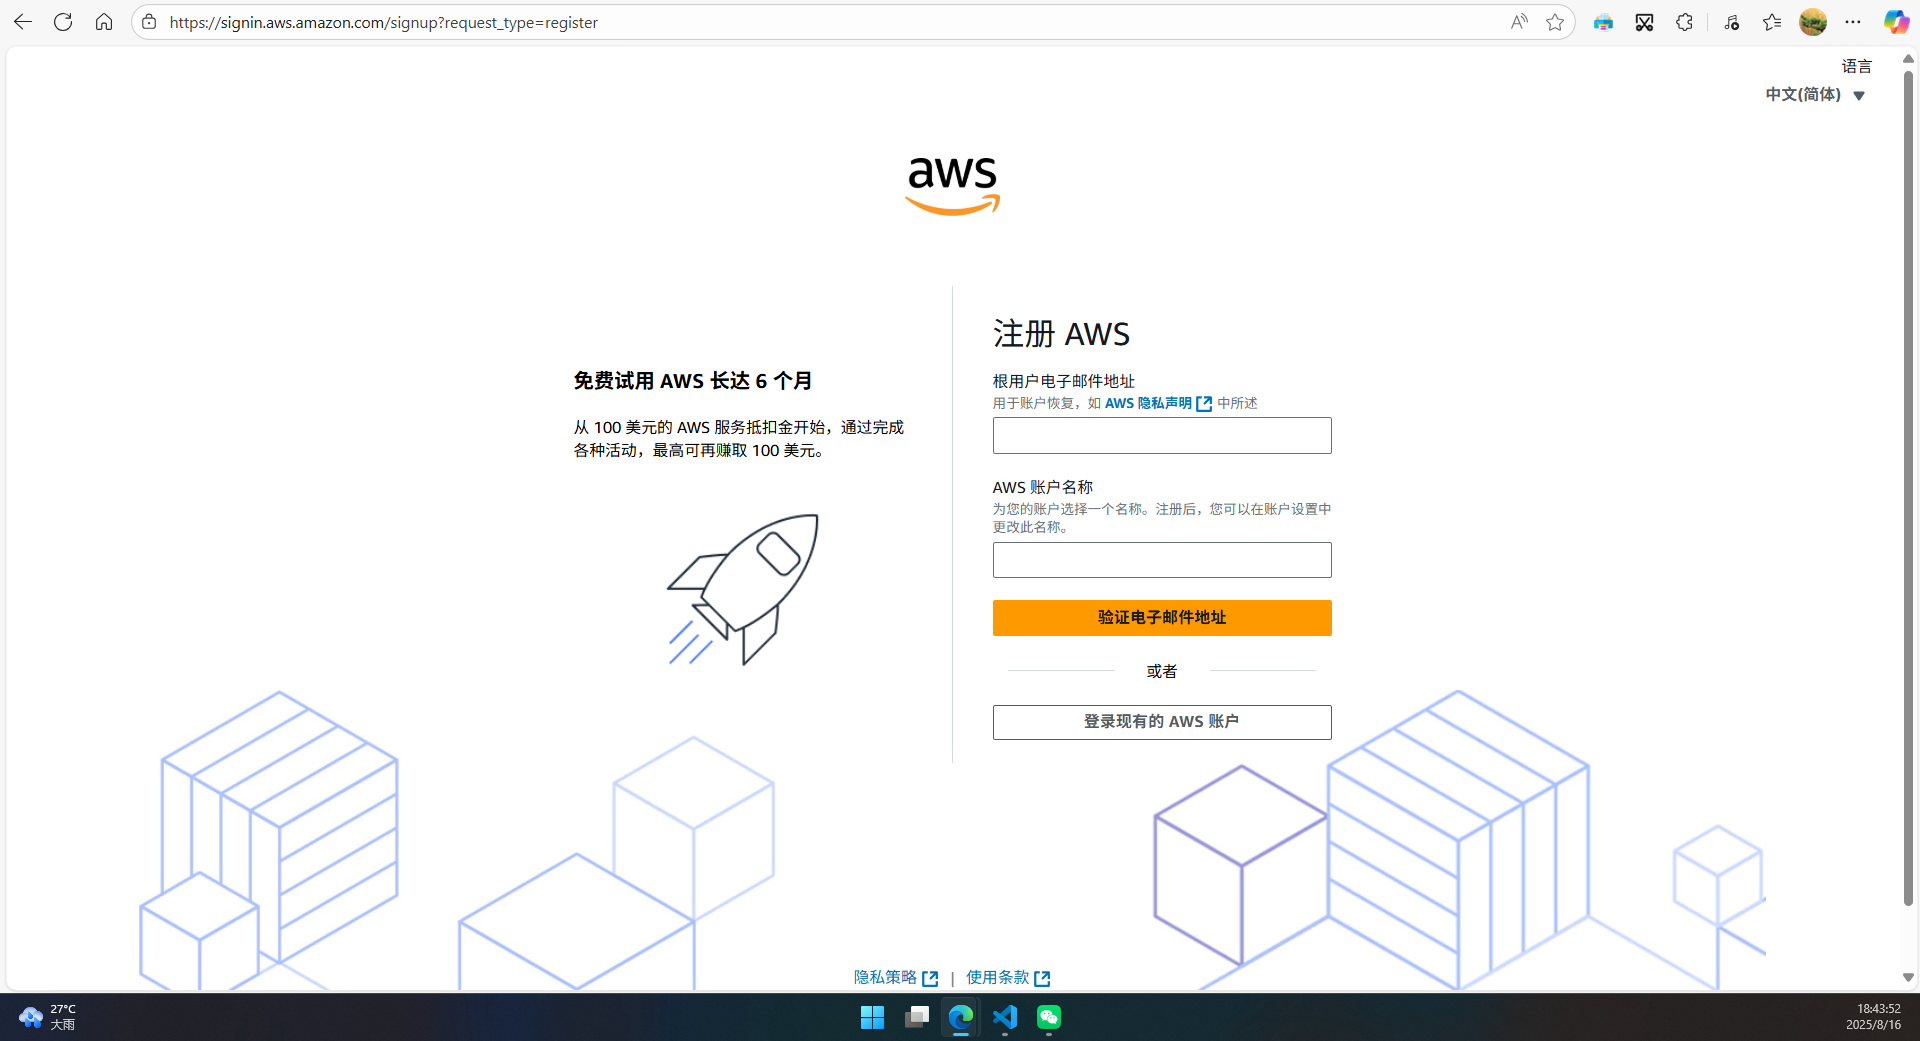 https://signin.aws.amazon.com/signup?request_type=register
语言
中文(简体)
aws
免费试用 AWS 长达 6 个月
从 100 美元的 AWS 服务抵扣金开始，通过完成
各种活动，最高可再赚取 100 美元。
注册 AWS
根用户电子邮件地址
用于账户恢复，如 AWS 隐私声明 中所述
AWS 账户名称
为您的账户选择一个名称。注册后，您可以在账户设置中
更改此名称。
验证电子邮件地址
或者
登录现有的 AWS 账户
隐私策略 | 使用条款
27°C
大雨
18:43:52
2025/8/16